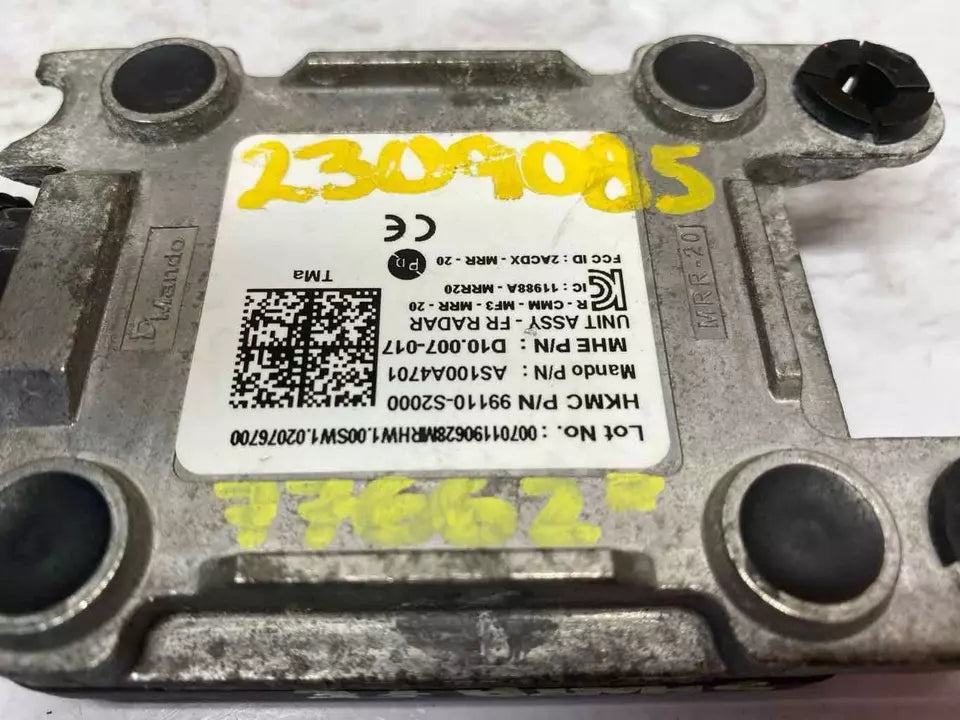 2309085
Lot No. : 00701190628MRHW1.00SW1.02076700
HKMC P/N 99110-S2000
Mando P/N : AS100A4701
MHE P/N : D10.007-017
UNIT ASSY - FR RADAR
R - CMM - MF3 - MRR - 20
IC : 11988A - MRR20
FCC ID : 2ACDX - MRR - 20
TMa
CE
Mando
MRR-20